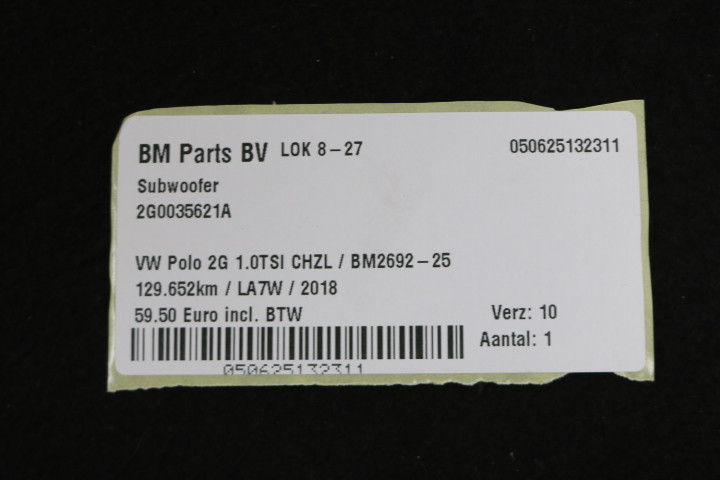 BM Parts BV LOK 8-27 050625132311
Subwoofer
2G0035621A
VW Polo 2G 1.0TSI CHZL / BM2692-25
129.652km / LA7W / 2018
59.50 Euro incl. BTW Verz: 10
Aantal: 1
050625132311